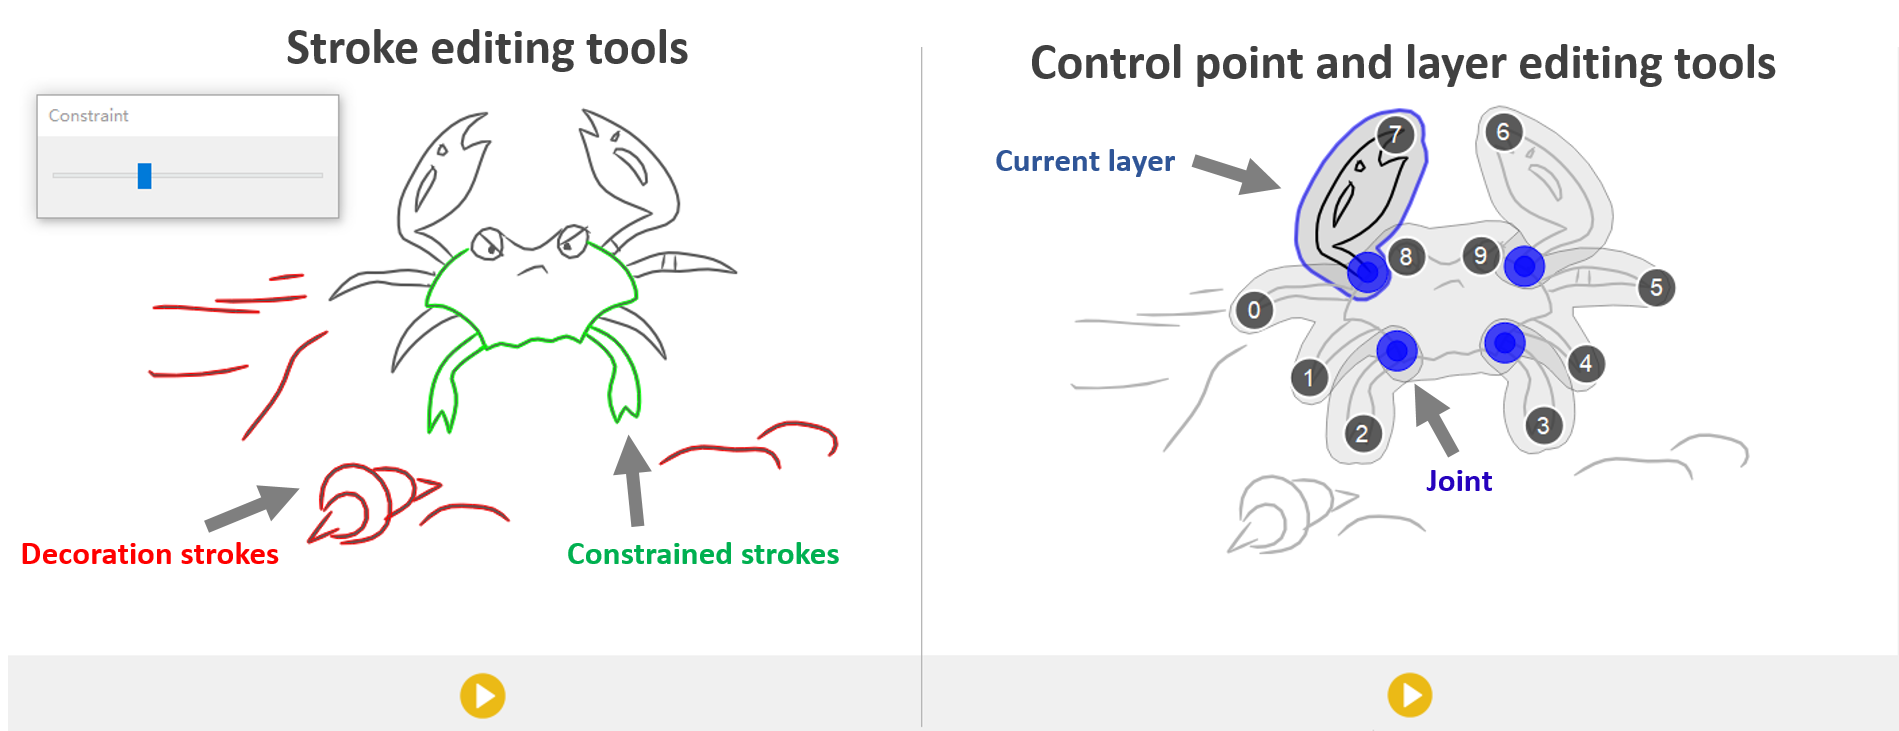 Stroke editing tools
Constraint
Decoration strokes
Constrained strokes
Control point and layer editing tools
Current layer
7
6
8
9
0
5
1
4
2
3
Joint